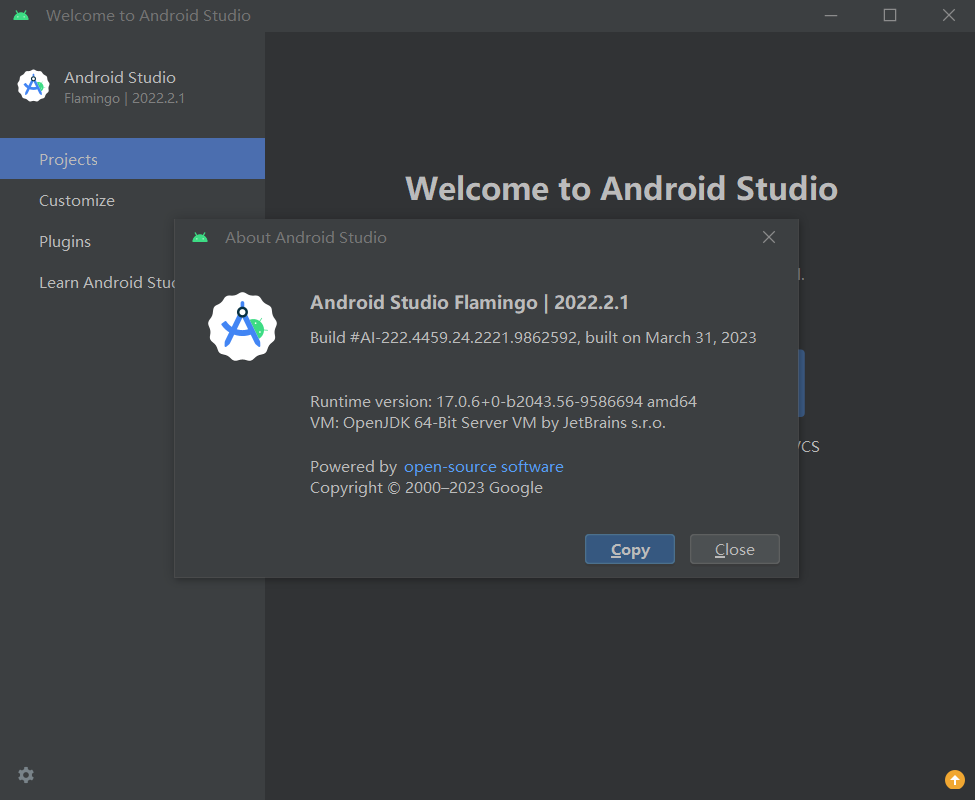 Welcome to Android Studio
Android Studio
Flamingo | 2022.2.1
Projects
Customize
Plugins
Learn Android
Welcome to Android Studio
About Android Studio
Android Studio Flamingo | 2022.2.1
Build #AI-222.4459.24.2221.9862592, built on March 31, 2023
Runtime version: 17.0.6+0-b2043.56-9586694 amd64
VM: OpenJDK 64-Bit Server VM by JetBrains s.r.o.
Powered by open-source software
Copyright © 2000–2023 Google
Copy
Close